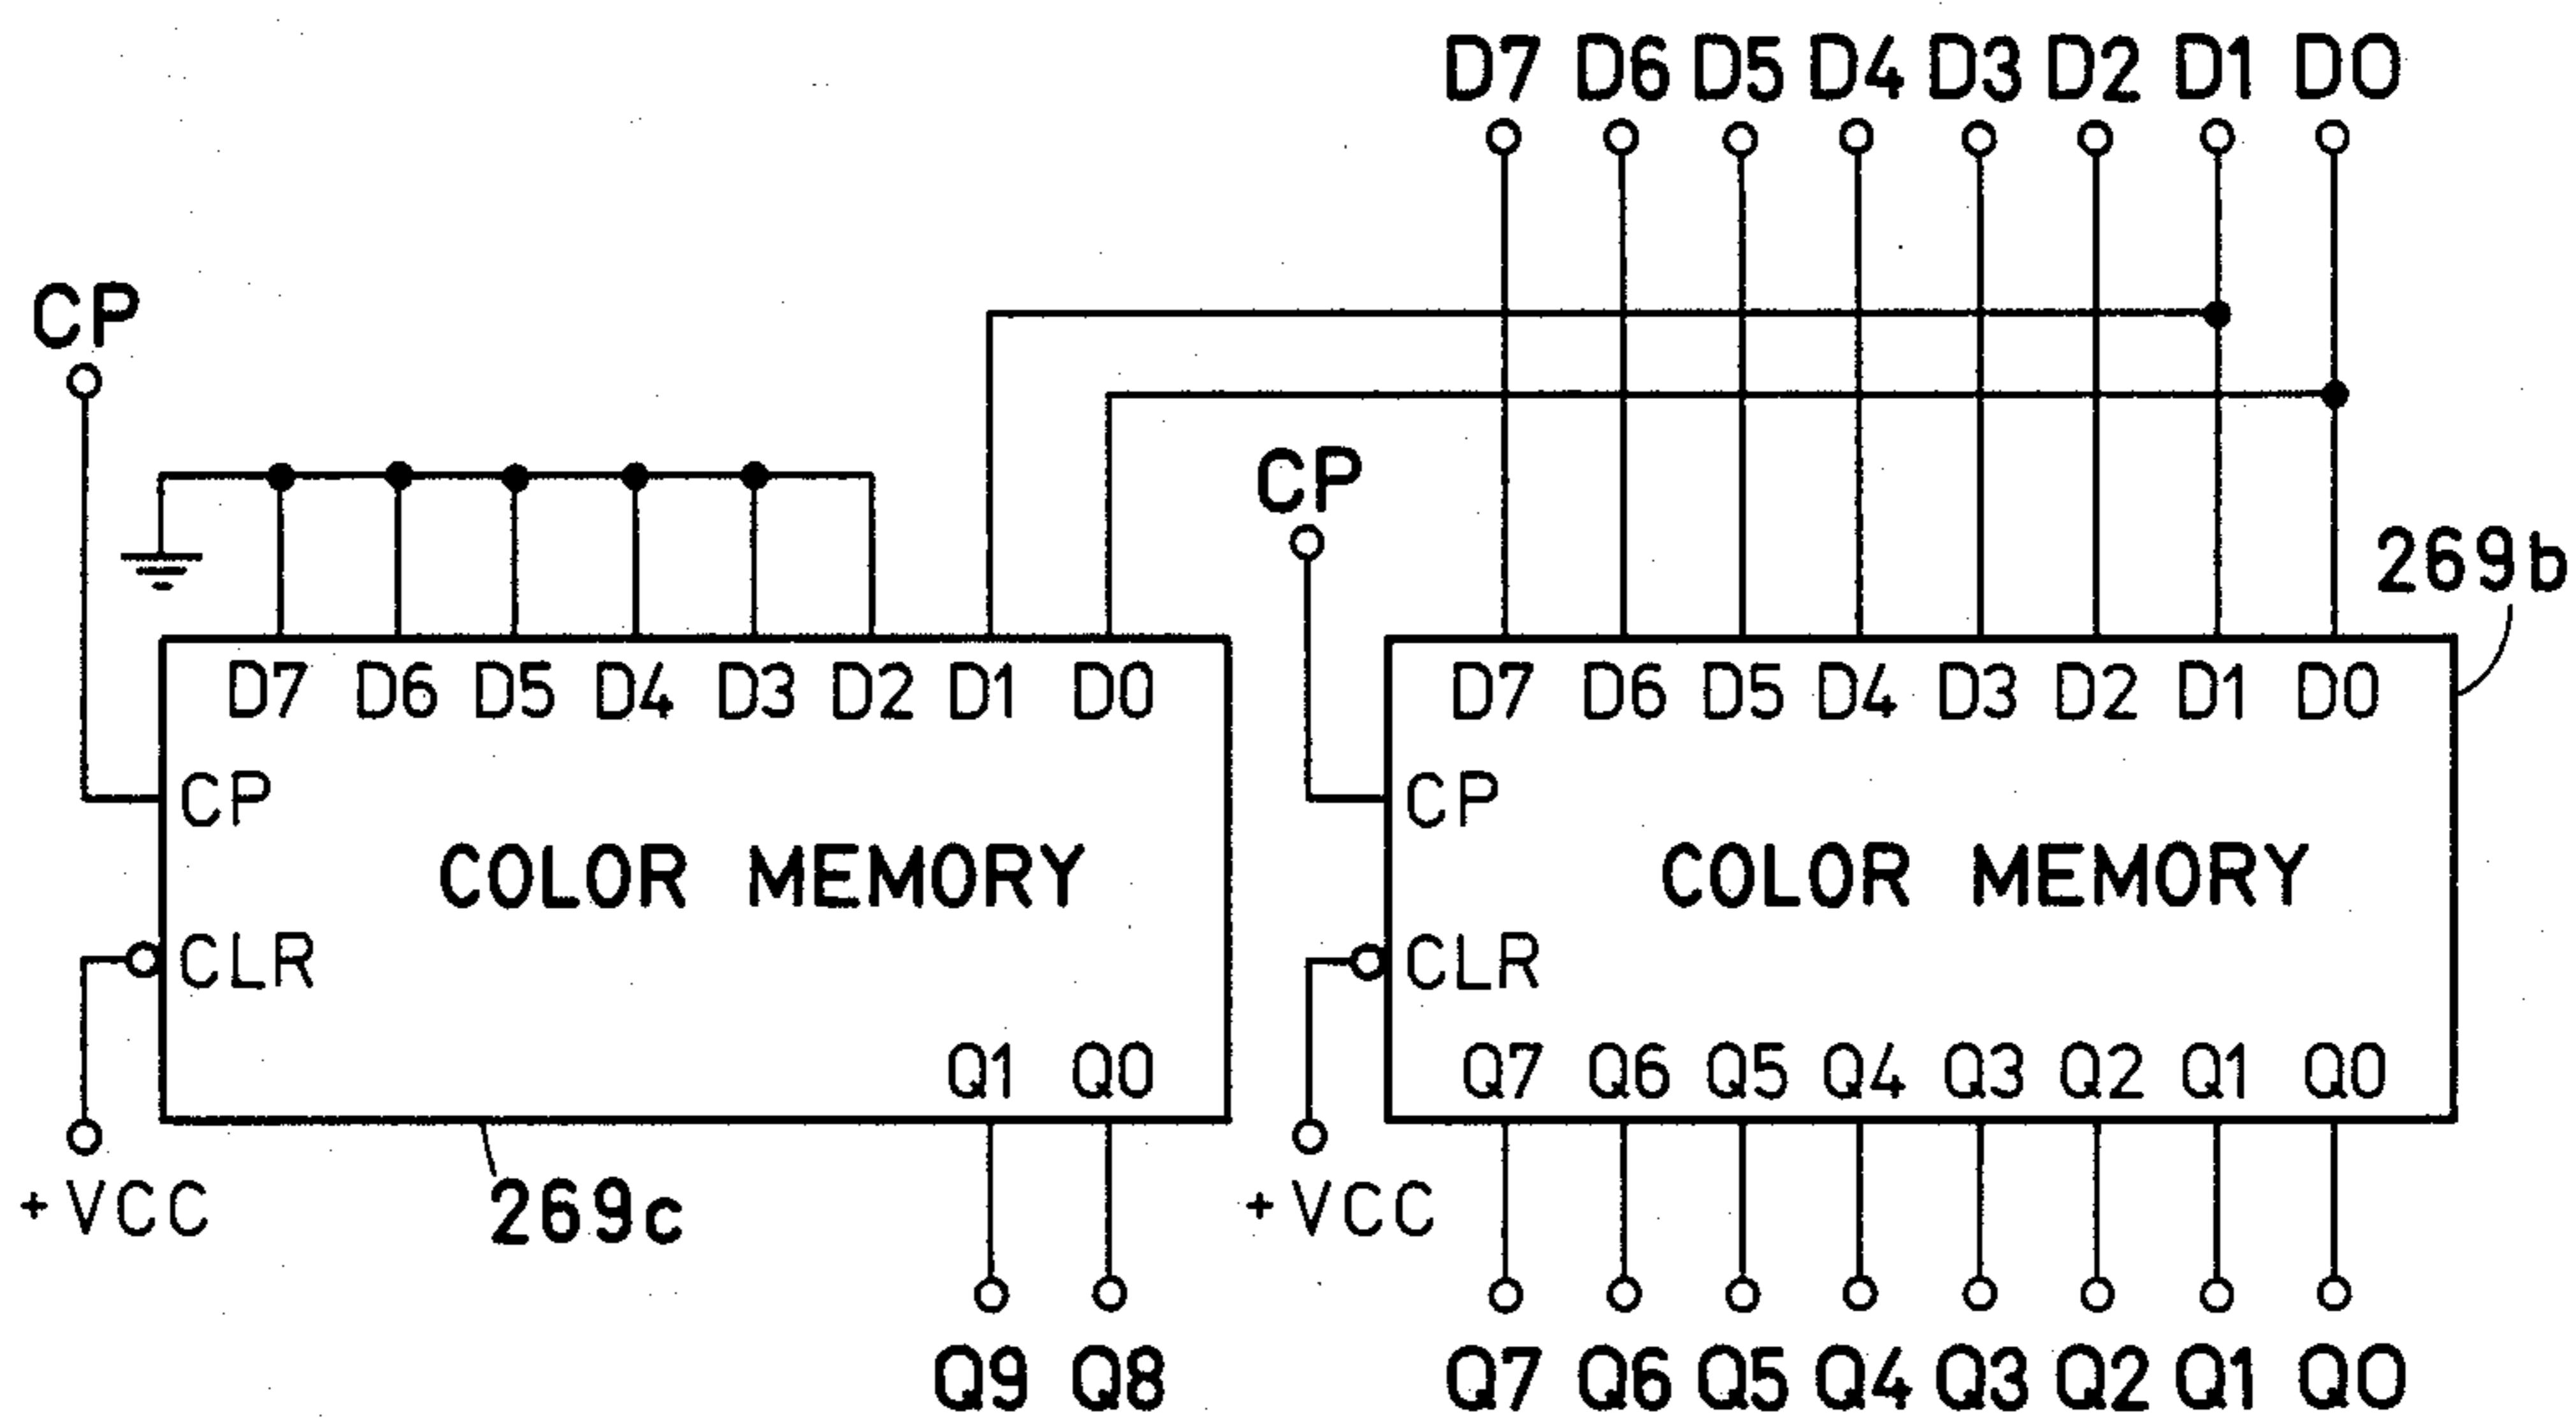 D7 D6 D5 D4 D3 D2 D1 D0
CP
CP
269b
D7 D6 D5 D4 D3 D2 D1 D0
D7 D6 D5 D4 D3 D2 D1 D0
CP
CP
COLOR MEMORY
COLOR MEMORY
CLR
CLR
Q1 Q0
Q7 Q6 Q5 Q4 Q3 Q2 Q1 Q0
+VCC
269c
+VCC
Q9 Q8
Q7 Q6 Q5 Q4 Q3 Q2 Q1 Q0